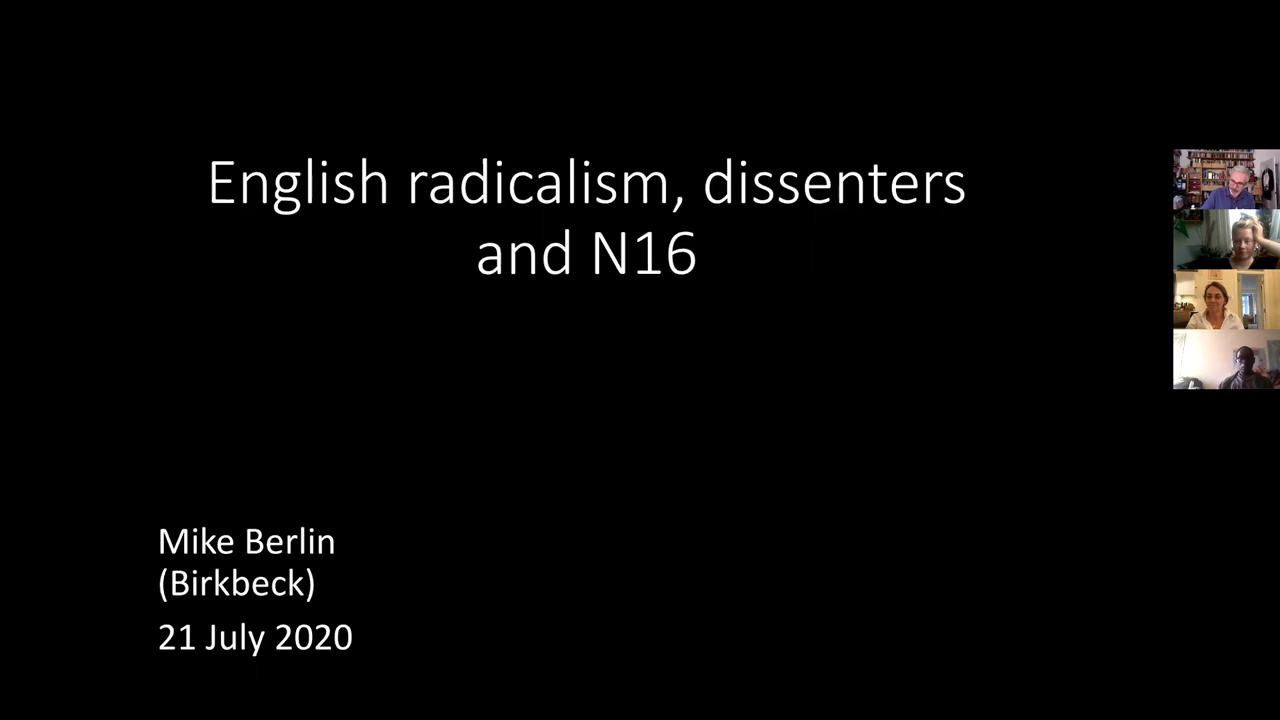 English radicalism, dissenters
and N16
Mike Berlin
(Birkbeck)
21 July 2020